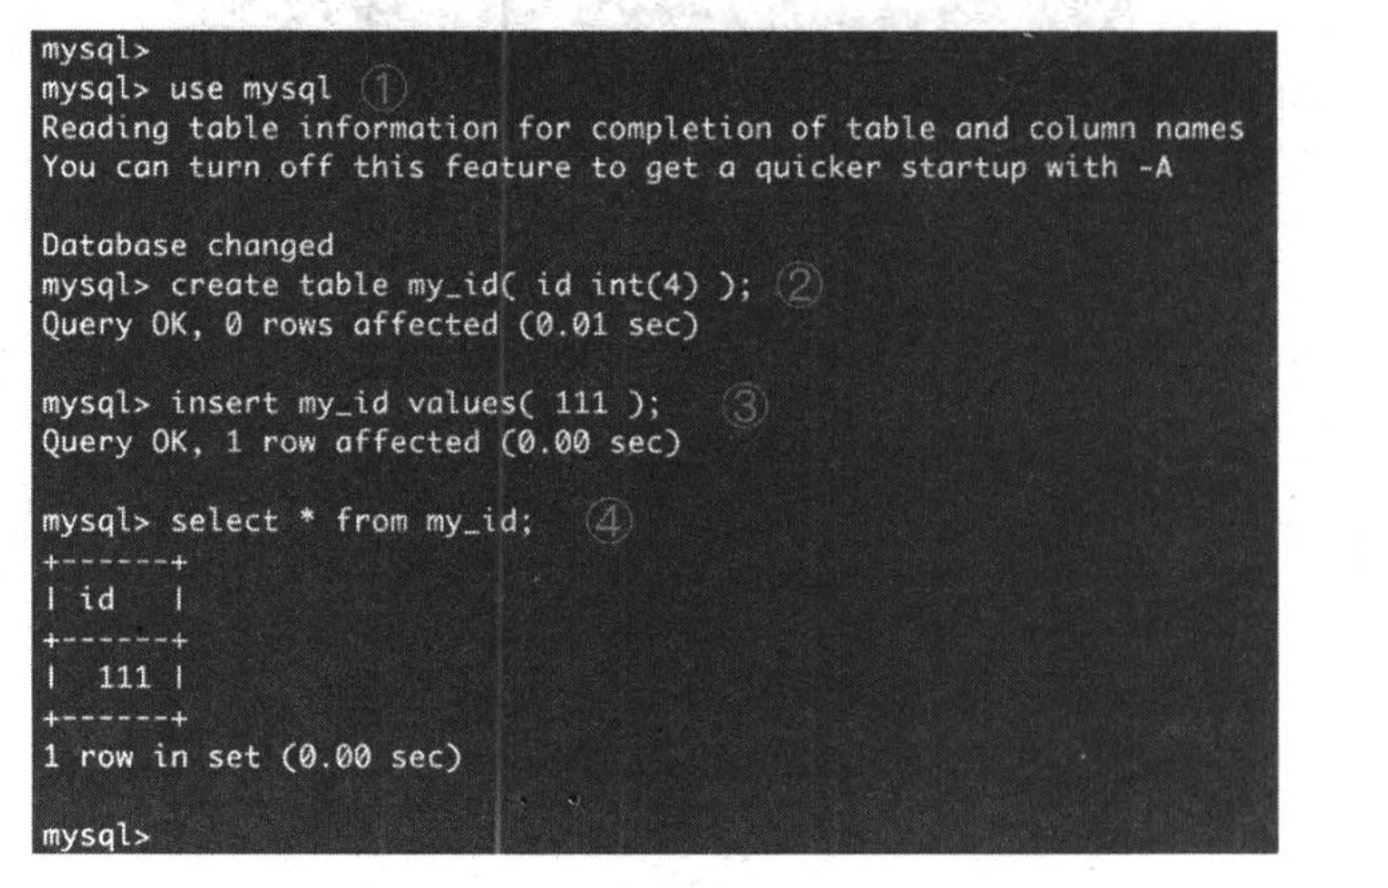 mysql>
mysql> use mysql ①
Reading table information for completion of table and column names
You can turn off this feature to get a quicker startup with -A
Database changed
mysql> create table my_id( id int(4) ); ②
Query OK, 0 rows affected (0.01 sec)
mysql> insert my_id values( 111 ); ③
Query OK, 1 row affected (0.00 sec)
mysql> select * from my_id; ④
+------+
| id   |
+------+
|  111 |
+------+
1 row in set (0.00 sec)
mysql>